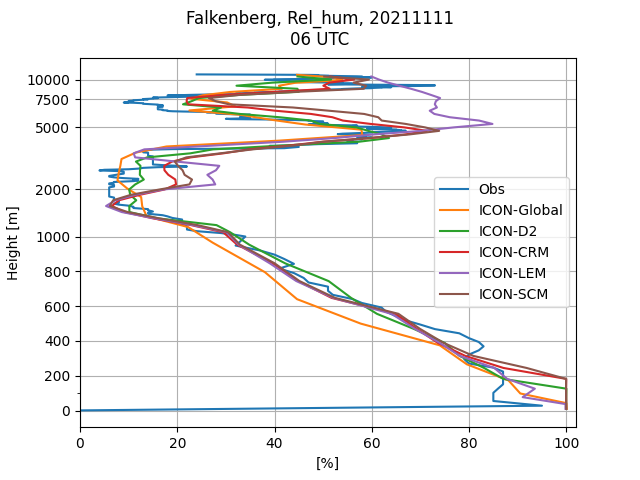 Falkenberg, Rel_hum, 20211111
06 UTC
Height [m]
10000
7500
5000
2000
1000
800
600
400
200
0
Obs
ICON-Global
ICON-D2
ICON-CRM
ICON-LEM
ICON-SCM
0 20 40 60 80 100
[%]